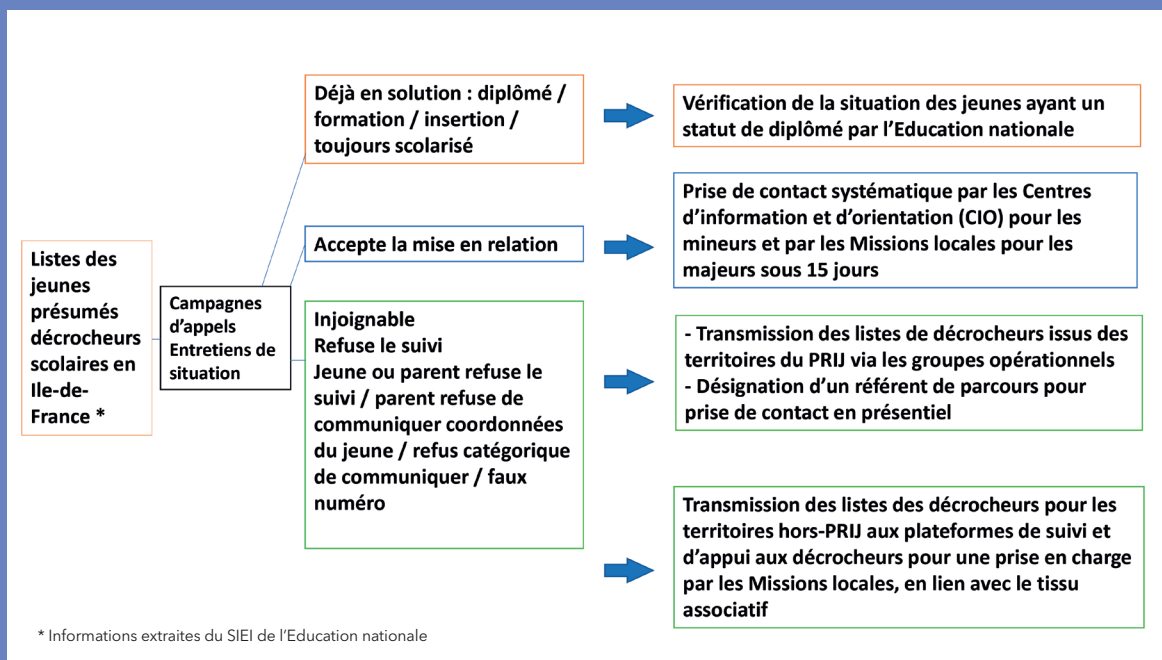 Listes des
jeunes
présumés
décrocheurs
scolaires en
Ile-de-
France *
Campagnes
d'appels
Entretiens de
situation
Déjà en solution : diplômé /
formation / insertion /
toujours scolarisé
Vérification de la situation des jeunes ayant un
statut de diplômé par l'Education nationale
Accepte la mise en relation
Prise de contact systématique par les Centres
d'information et d'orientation (CIO) pour les
mineurs et par les Missions locales pour les
majeurs sous 15 jours
Injoignable
Refuse le suivi
Jeune ou parent refuse le
suivi / parent refuse de
communiquer coordonnées
du jeune / refus catégorique
de communiquer / faux
numéro
- Transmission des listes de décrocheurs issus des
territoires du PRIJ via les groupes opérationnels
- Désignation d'un référent de parcours pour
prise de contact en présentiel
Transmission des listes des décrocheurs pour les
territoires hors-PRIJ aux plateformes de suivi et
d'appui aux décrocheurs pour une prise en charge
par les Missions locales, en lien avec le tissu
associatif
* Informations extraites du SIEI de l'Education nationale